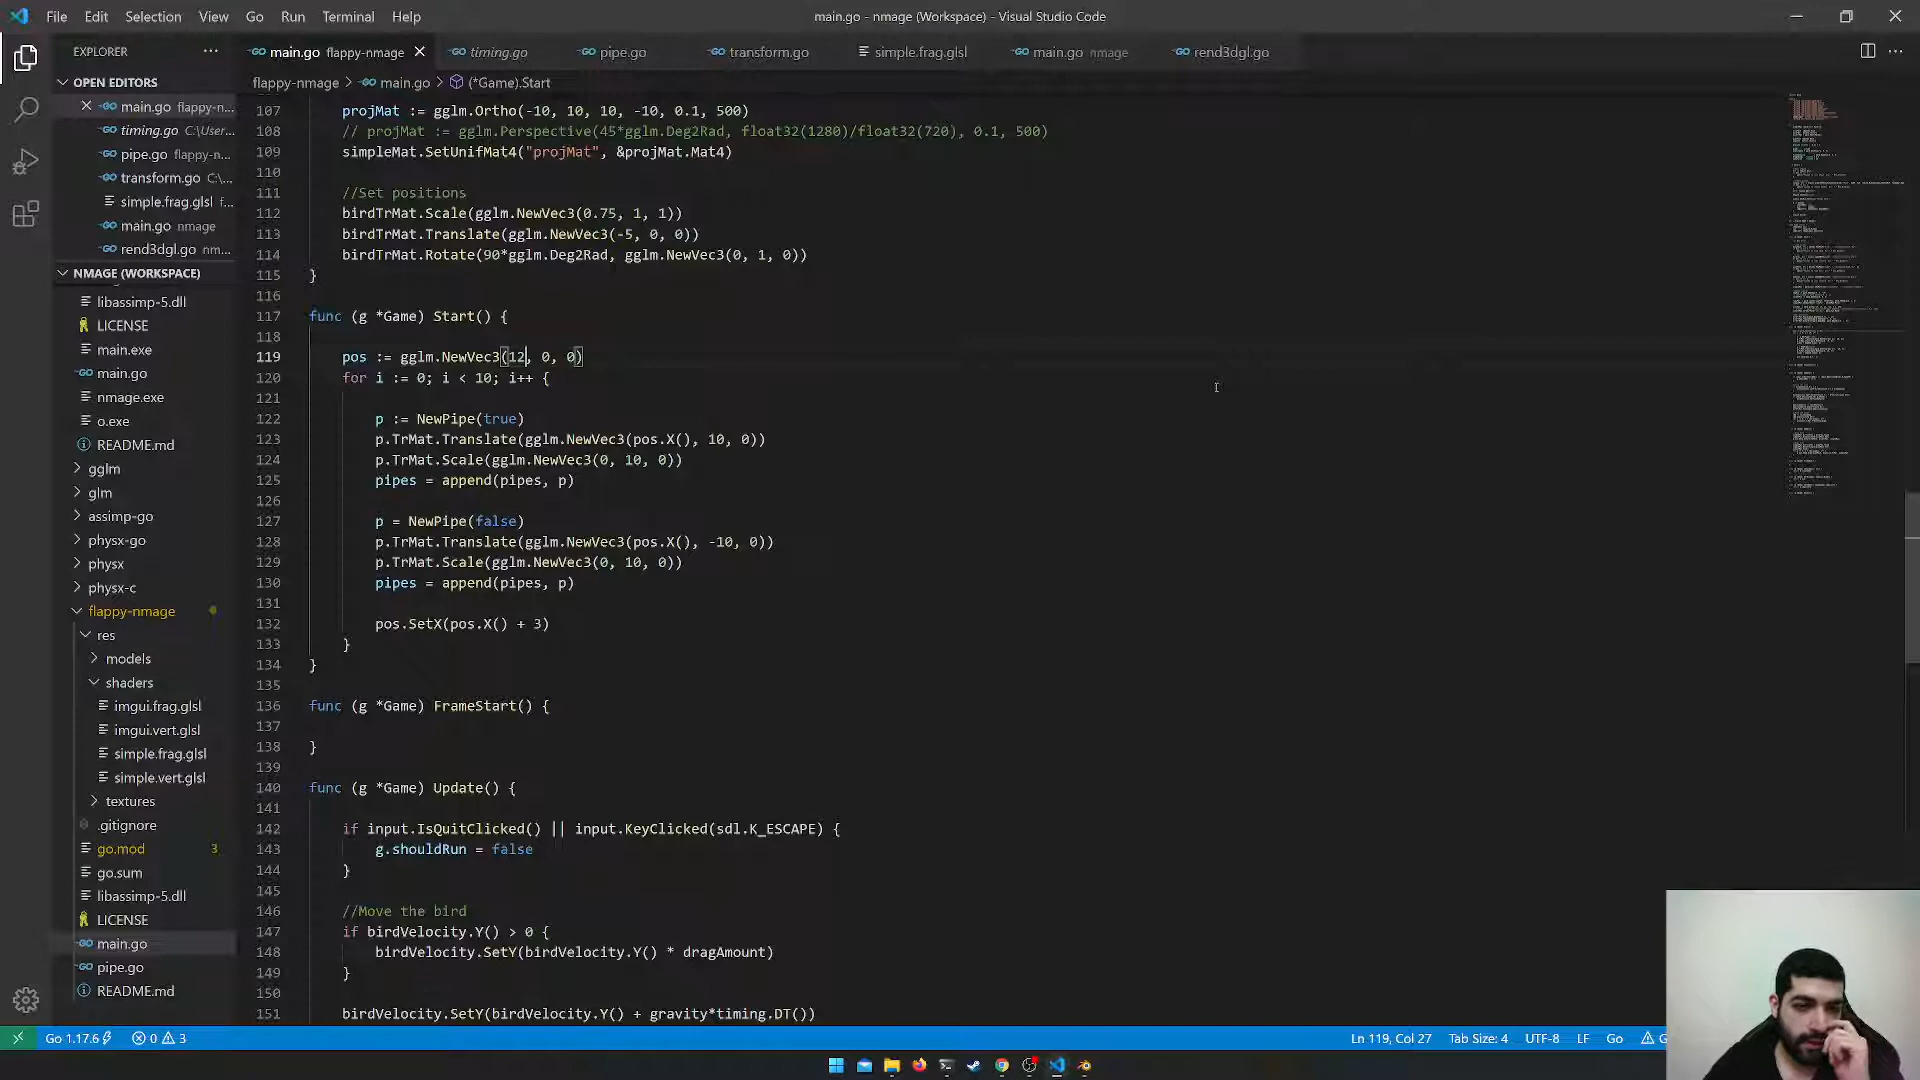 File Edit Selection View Go Run Terminal Help
main.go - nmage (Workspace) - Visual Studio Code
EXPLORER
main.go flappy-nmage
timing.go
pipe.go
transform.go
simple.frag.glsl
main.go nmage
rend3dgl.go
OPEN EDITORS
main.go flappy-n...
timing.go C:\User...
pipe.go flappy-n...
transform.go C:\...
simple.frag.glsl f...
main.go nmage
rend3dgl.go nm...
NMAGE (WORKSPACE)
libassimp-5.dll
LICENSE
main.exe
main.go
nmage.exe
o.exe
README.md
gglm
glm
assimp-go
physx-go
physx
physx-c
flappy-nmage
res
models
shaders
imgui.frag.glsl
imgui.vert.glsl
simple.frag.glsl
simple.vert.glsl
textures
.gitignore
go.mod 3
go.sum
libassimp-5.dll
LICENSE
main.go
pipe.go
README.md
flappy-nmage > main.go > (*Game).Start
107 projMat := gglm.Ortho(-10, 10, 10, -10, 0.1, 500)
108 // projMat := gglm.Perspective(45*gglm.Deg2Rad, float32(1280)/float32(720), 0.1, 500)
109 simpleMat.SetUnifMat4("projMat", &projMat.Mat4)
110
111 //Set positions
112 birdTrMat.Scale(gglm.NewVec3(0.75, 1, 1))
113 birdTrMat.Translate(gglm.NewVec3(-5, 0, 0))
114 birdTrMat.Rotate(90*gglm.Deg2Rad, gglm.NewVec3(0, 1, 0))
115 }
116
117 func (g *Game) Start() {
118
119 pos := gglm.NewVec3(12, 0, 0)
120 for i := 0; i < 10; i++ {
121
122 p := NewPipe(true)
123 p.TrMat.Translate(gglm.NewVec3(pos.X(), 10, 0))
124 p.TrMat.Scale(gglm.NewVec3(0, 10, 0))
125 pipes = append(pipes, p)
126
127 p = NewPipe(false)
128 p.TrMat.Translate(gglm.NewVec3(pos.X(), -10, 0))
129 p.TrMat.Scale(gglm.NewVec3(0, 10, 0))
130 pipes = append(pipes, p)
131
132 pos.SetX(pos.X() + 3)
133 }
134 }
135
136 func (g *Game) FrameStart() {
137
138 }
139
140 func (g *Game) Update() {
141
142 if input.IsQuitClicked() || input.KeyClicked(sdl.K_ESCAPE) {
143 g.shouldRun = false
144 }
145
146 //Move the bird
147 if birdVelocity.Y() > 0 {
148 birdVelocity.SetY(birdVelocity.Y() * dragAmount)
149 }
150
151 birdVelocity.SetY(birdVelocity.Y() + gravity*timing.DT())
Go 1.17.6 0 3
Ln 119, Col 27 Tab Size: 4 UTF-8 LF Go